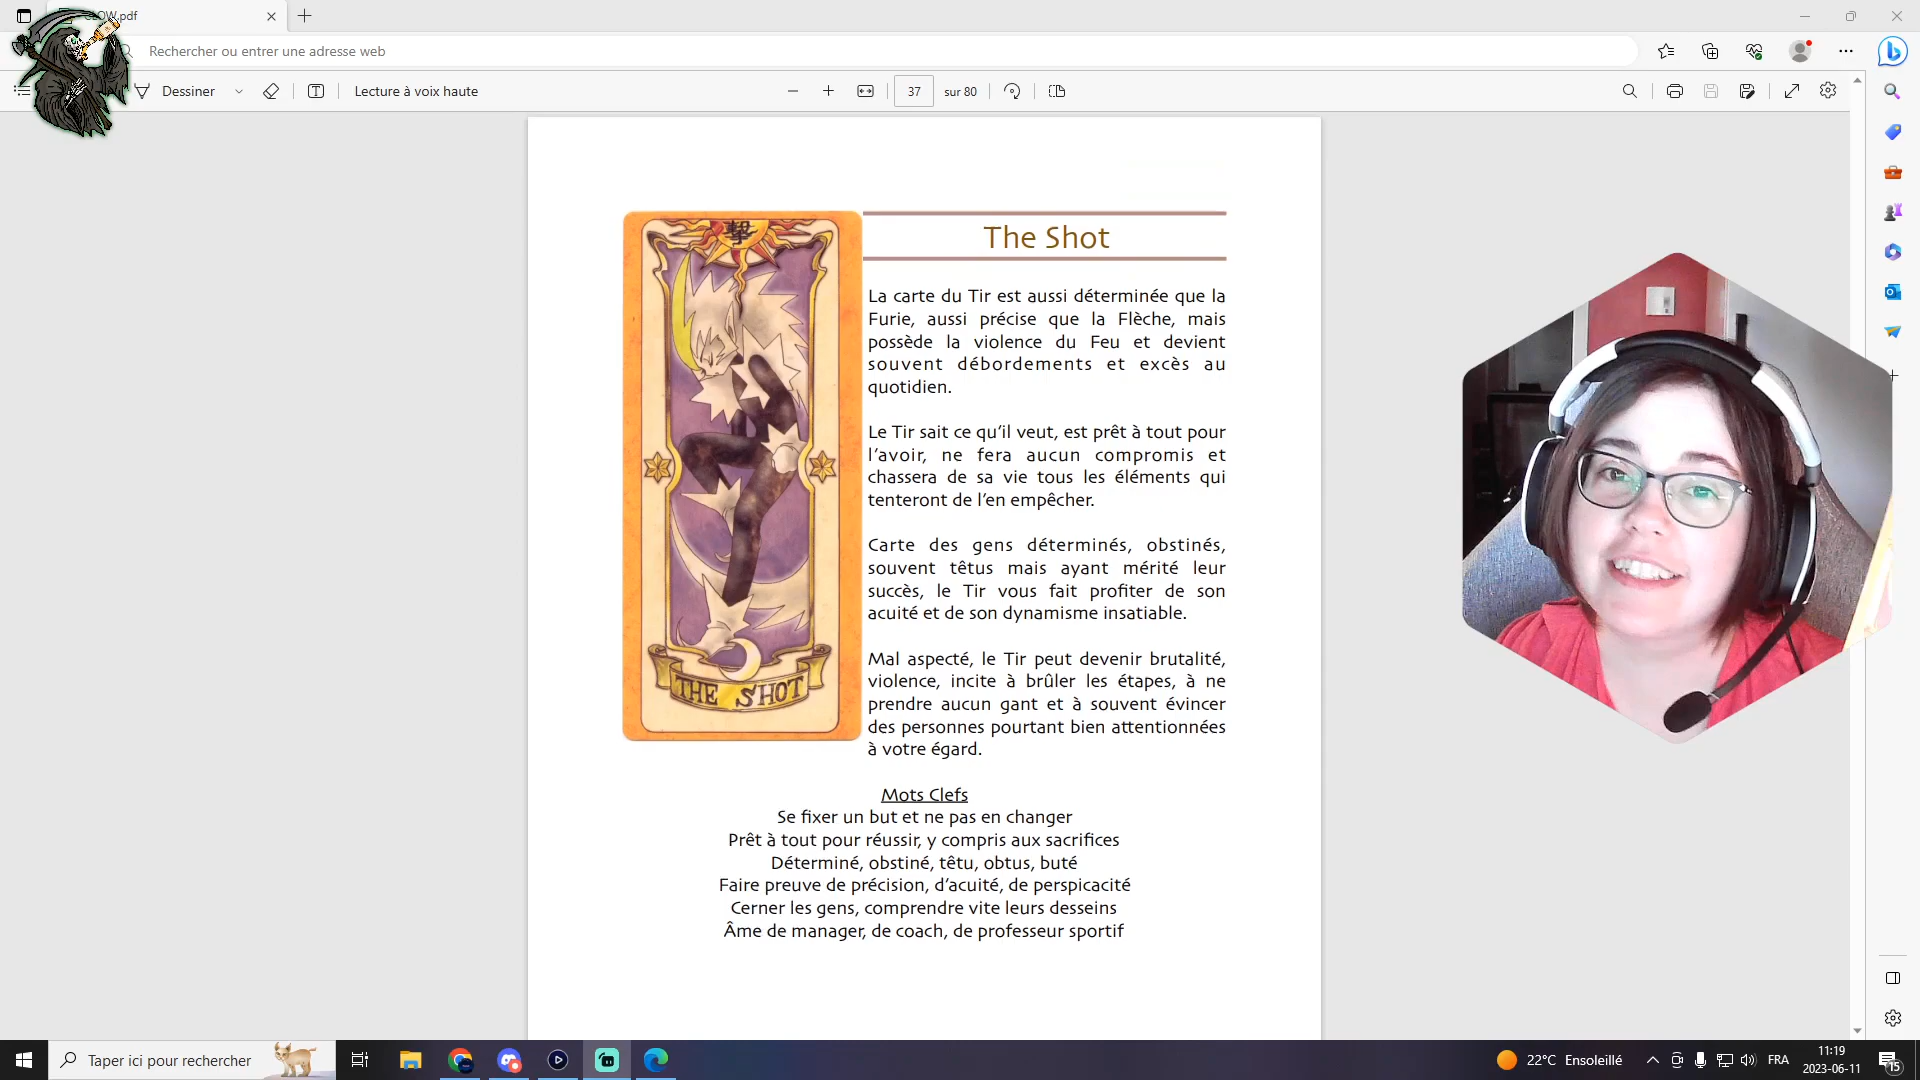 CLOW.pdf
Rechercher ou entrer une adresse web
Dessiner
Lecture à voix haute
37
sur 80
The Shot
撃
THE SHOT
La carte du Tir est aussi déterminée que la
Furie, aussi précise que la Flèche, mais
possède la violence du Feu et devient
souvent débordements et excès au
quotidien.
Le Tir sait ce qu'il veut, est prêt à tout pour
l'avoir, ne fera aucun compromis et
chassera de sa vie tous les éléments qui
tenteront de l'en empêcher.
Carte des gens déterminés, obstinés,
souvent têtus mais ayant mérité leur
succès, le Tir vous fait profiter de son
acuité et de son dynamisme insatiable.
Mal aspecté, le Tir peut devenir brutalité,
violence, incite à brûler les étapes, à ne
prendre aucun gant et à souvent évincer
des personnes pourtant bien attentionnées
à votre égard.
Mots Clefs
Se fixer un but et ne pas en changer
Prêt à tout pour réussir, y compris aux sacrifices
Déterminé, obstiné, têtu, obtus, buté
Faire preuve de précision, d'acuité, de perspicacité
Cerner les gens, comprendre vite leurs desseins
Âme de manager, de coach, de professeur sportif
Taper ici pour rechercher
22°C Ensoleillé
FRA
11:19
2023-06-11
15